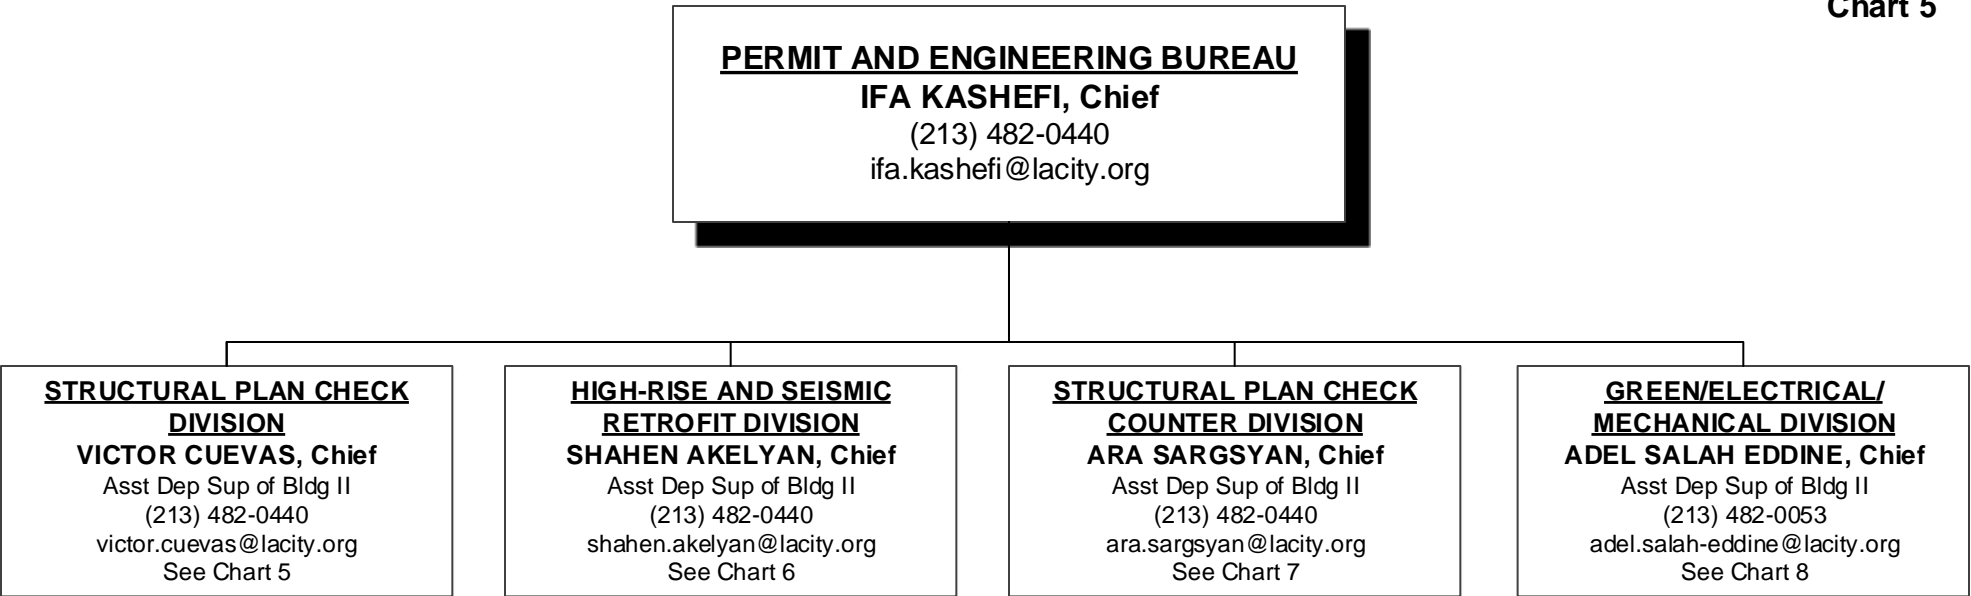 Chart 5
PERMIT AND ENGINEERING BUREAU
IFA KASHEFI, Chief
(213) 482-0440
ifa.kashefi@lacity.org
STRUCTURAL PLAN CHECK
DIVISION
VICTOR CUEVAS, Chief
Asst Dep Sup of Bldg II
(213) 482-0440
victor.cuevas@lacity.org
See Chart 5
HIGH-RISE AND SEISMIC
RETROFIT DIVISION
SHAHEN AKELYAN, Chief
Asst Dep Sup of Bldg II
(213) 482-0440
shahen.akelyan@lacity.org
See Chart 6
STRUCTURAL PLAN CHECK
COUNTER DIVISION
ARA SARGSYAN, Chief
Asst Dep Sup of Bldg II
(213) 482-0440
ara.sargsyan@lacity.org
See Chart 7
GREEN/ELECTRICAL/
MECHANICAL DIVISION
ADEL SALAH EDDINE, Chief
Asst Dep Sup of Bldg II
(213) 482-0053
adel.salah-eddine@lacity.org
See Chart 8